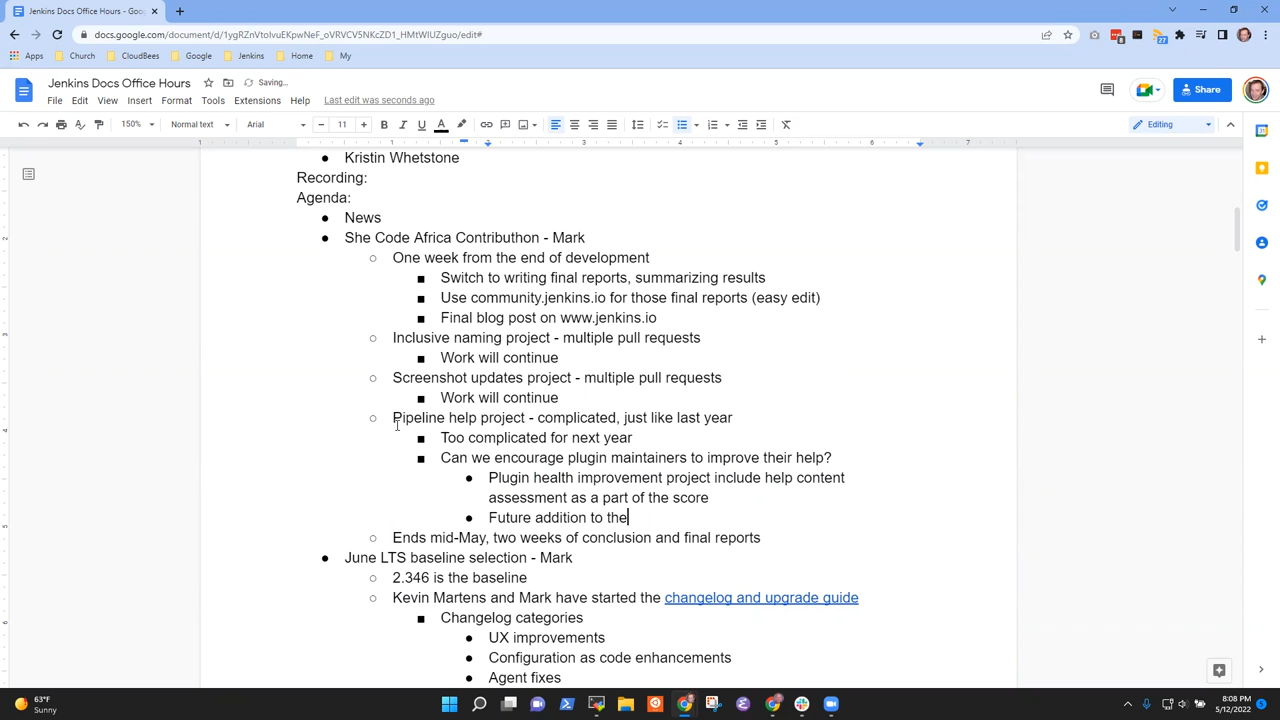 Jenkins Docs Office Hours
docs.google.com/document/d/1ygRZnVtoIvuEKpwNeF_oVRVCV5NKcZD1_HMtWIUZguo/edit#
Apps Church CloudBees Google Jenkins Home My
Jenkins Docs Office Hours Saving…
File Edit View Insert Format Tools Extensions Help Last edit was seconds ago
Share
150% Normal text Arial 11 Editing
Kristin Whetstone
Recording:
Agenda:
News
She Code Africa Contributhon - Mark
One week from the end of development
Switch to writing final reports, summarizing results
Use community.jenkins.io for those final reports (easy edit)
Final blog post on www.jenkins.io
Inclusive naming project - multiple pull requests
Work will continue
Screenshot updates project - multiple pull requests
Work will continue
Pipeline help project - complicated, just like last year
Too complicated for next year
Can we encourage plugin maintainers to improve their help?
Plugin health improvement project include help content
assessment as a part of the score
Future addition to the
Ends mid-May, two weeks of conclusion and final reports
June LTS baseline selection - Mark
2.346 is the baseline
Kevin Martens and Mark have started the changelog and upgrade guide
Changelog categories
UX improvements
Configuration as code enhancements
Agent fixes
63°F
Sunny
8:08 PM
5/12/2022